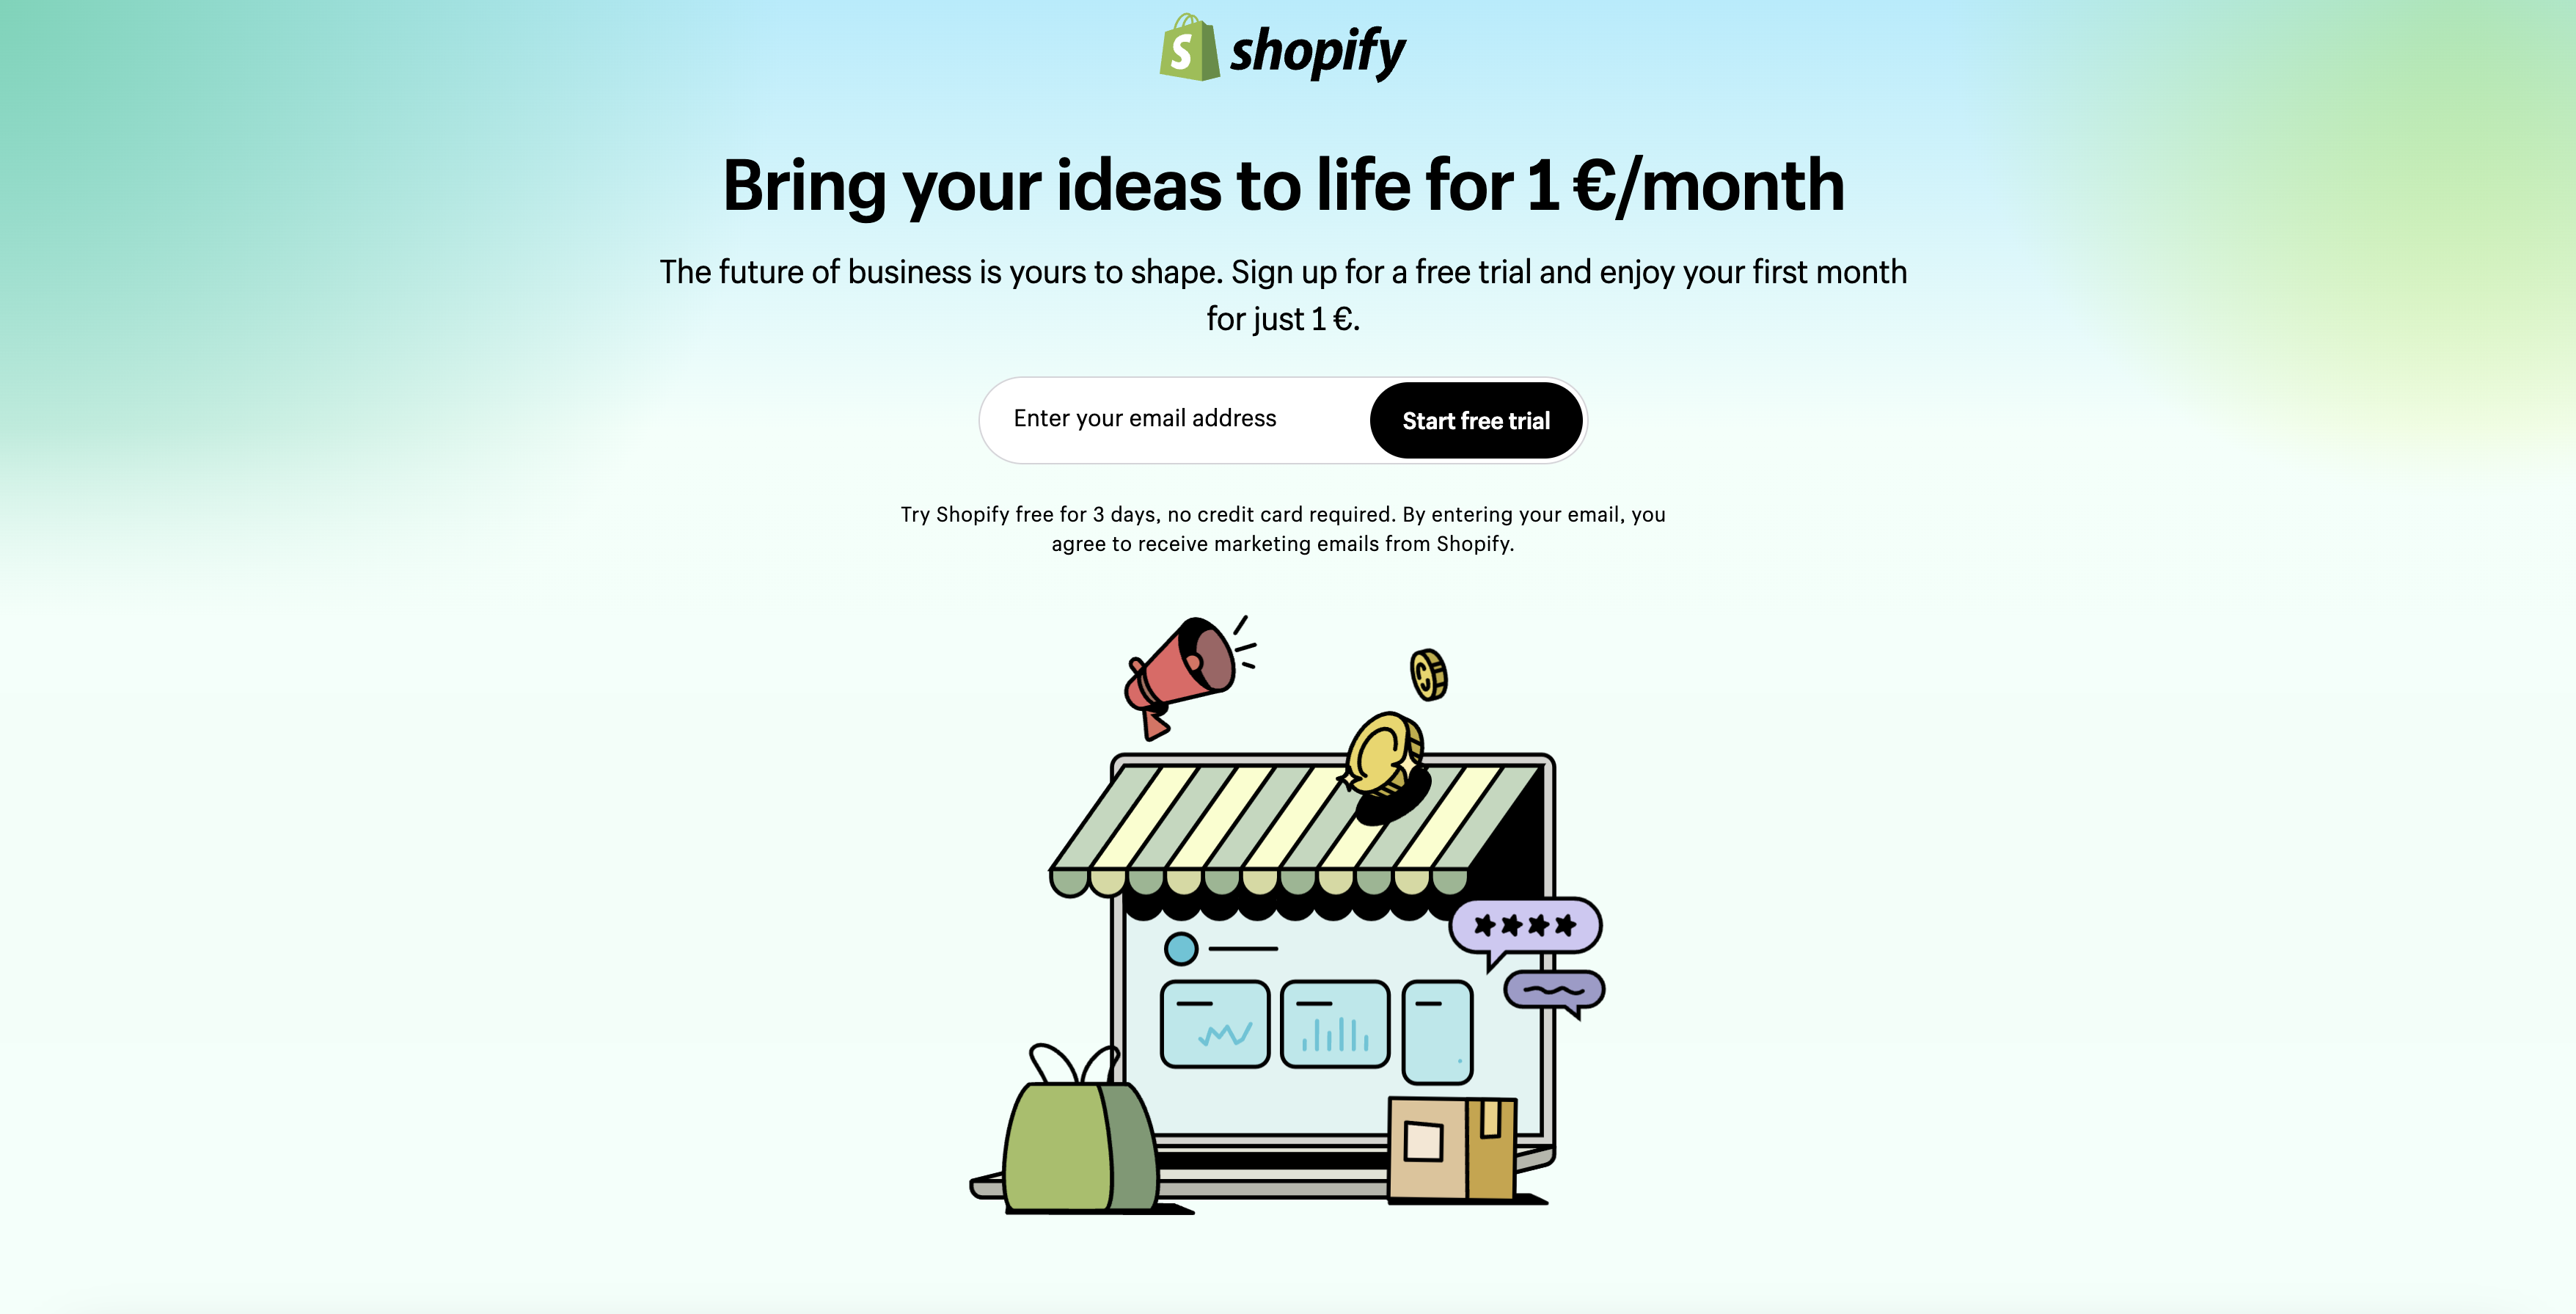 shopify
Bring your ideas to life for 1 €/month
The future of business is yours to shape. Sign up for a free trial and enjoy your first month
for just 1 €.
Enter your email address
Start free trial
Try Shopify free for 3 days, no credit card required. By entering your email, you
agree to receive marketing emails from Shopify.